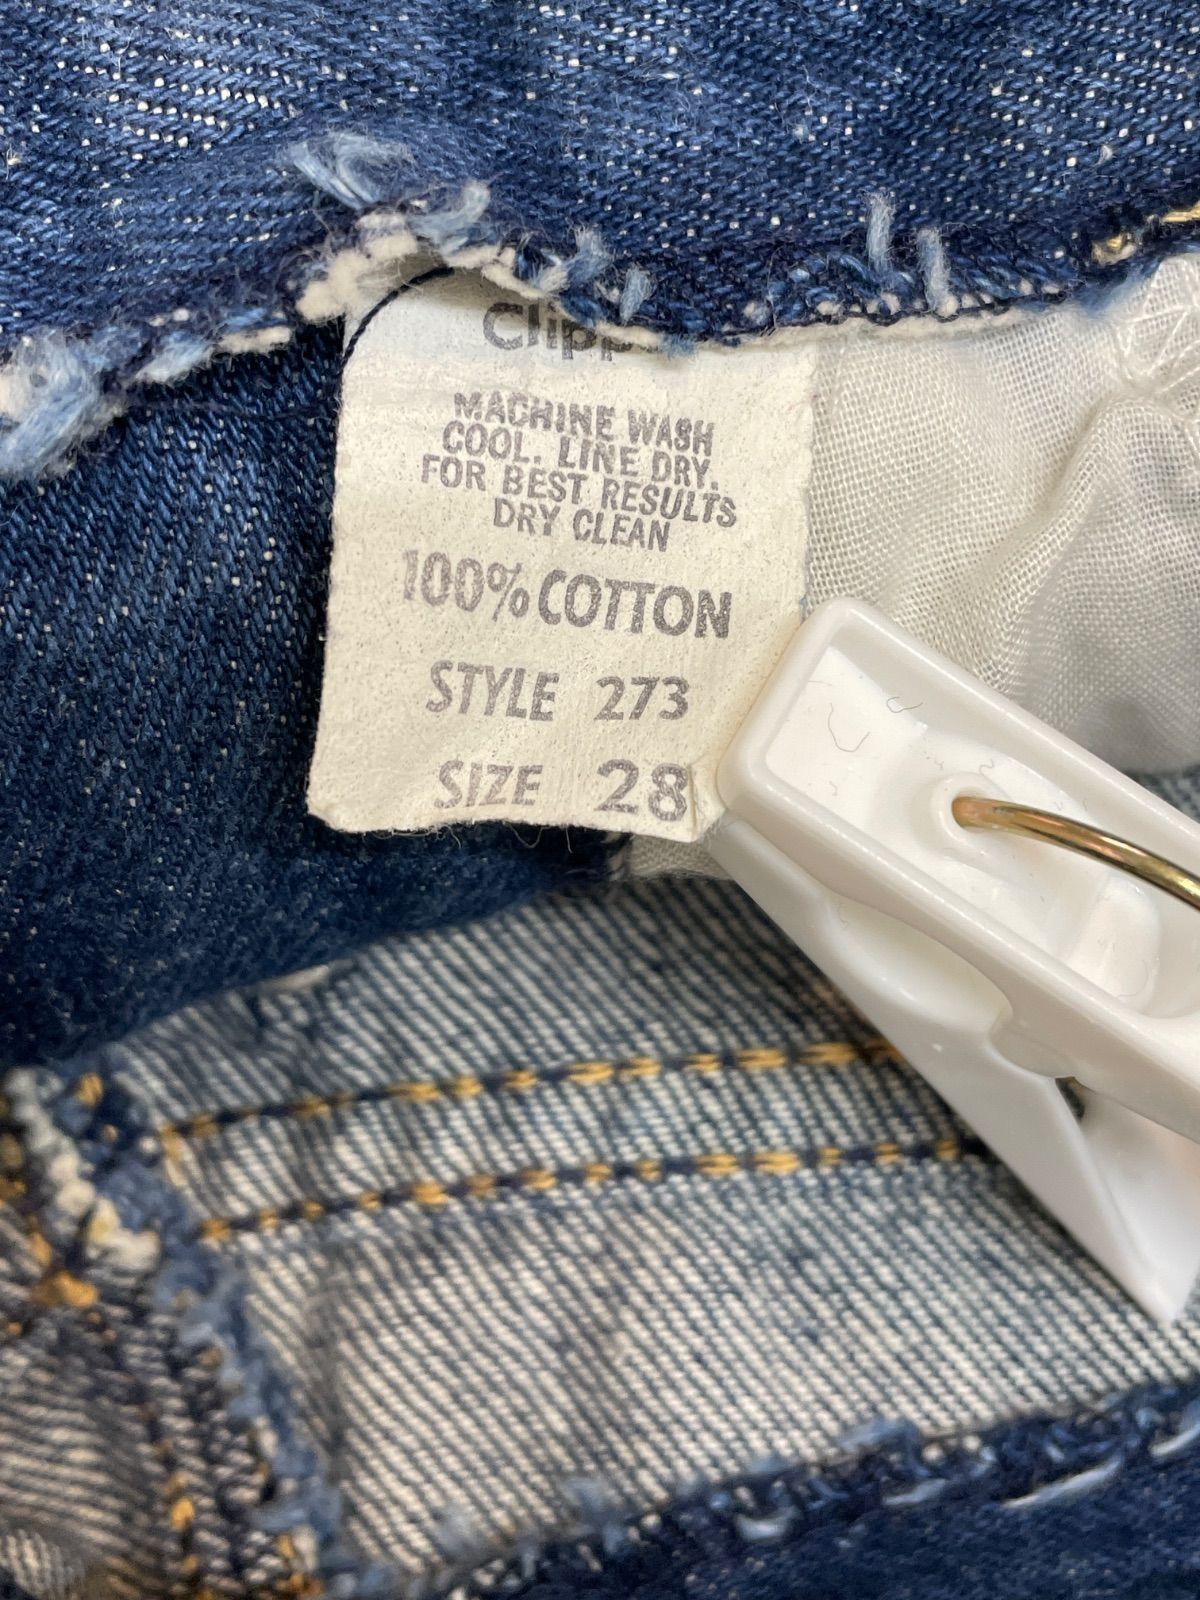 MACHINE WASH
COOL. LINE DRY.
FOR BEST RESULTS
DRY CLEAN
100% COTTON
STYLE 273
SIZE 28